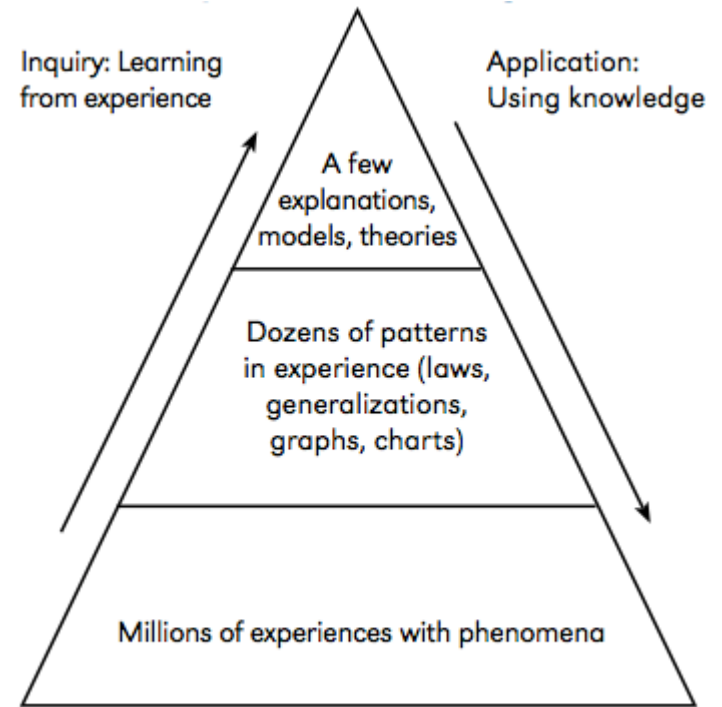 Inquiry: Learning
from experience
Application:
Using knowledge
A few
explanations,
models, theories
Dozens of patterns
in experience (laws,
generalizations,
graphs, charts)
Millions of experiences with phenomena